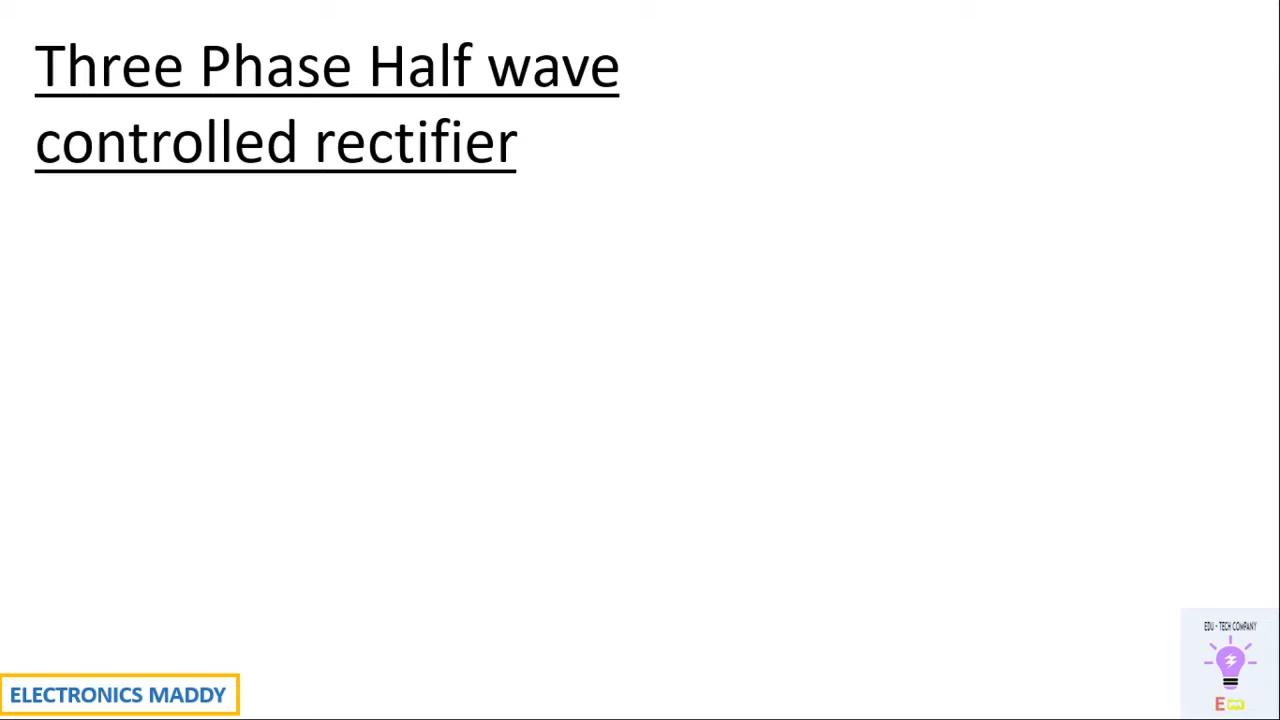 Three Phase Half wave
controlled rectifier
EDU - TECH COMPANY
E
ELECTRONICS MADDY